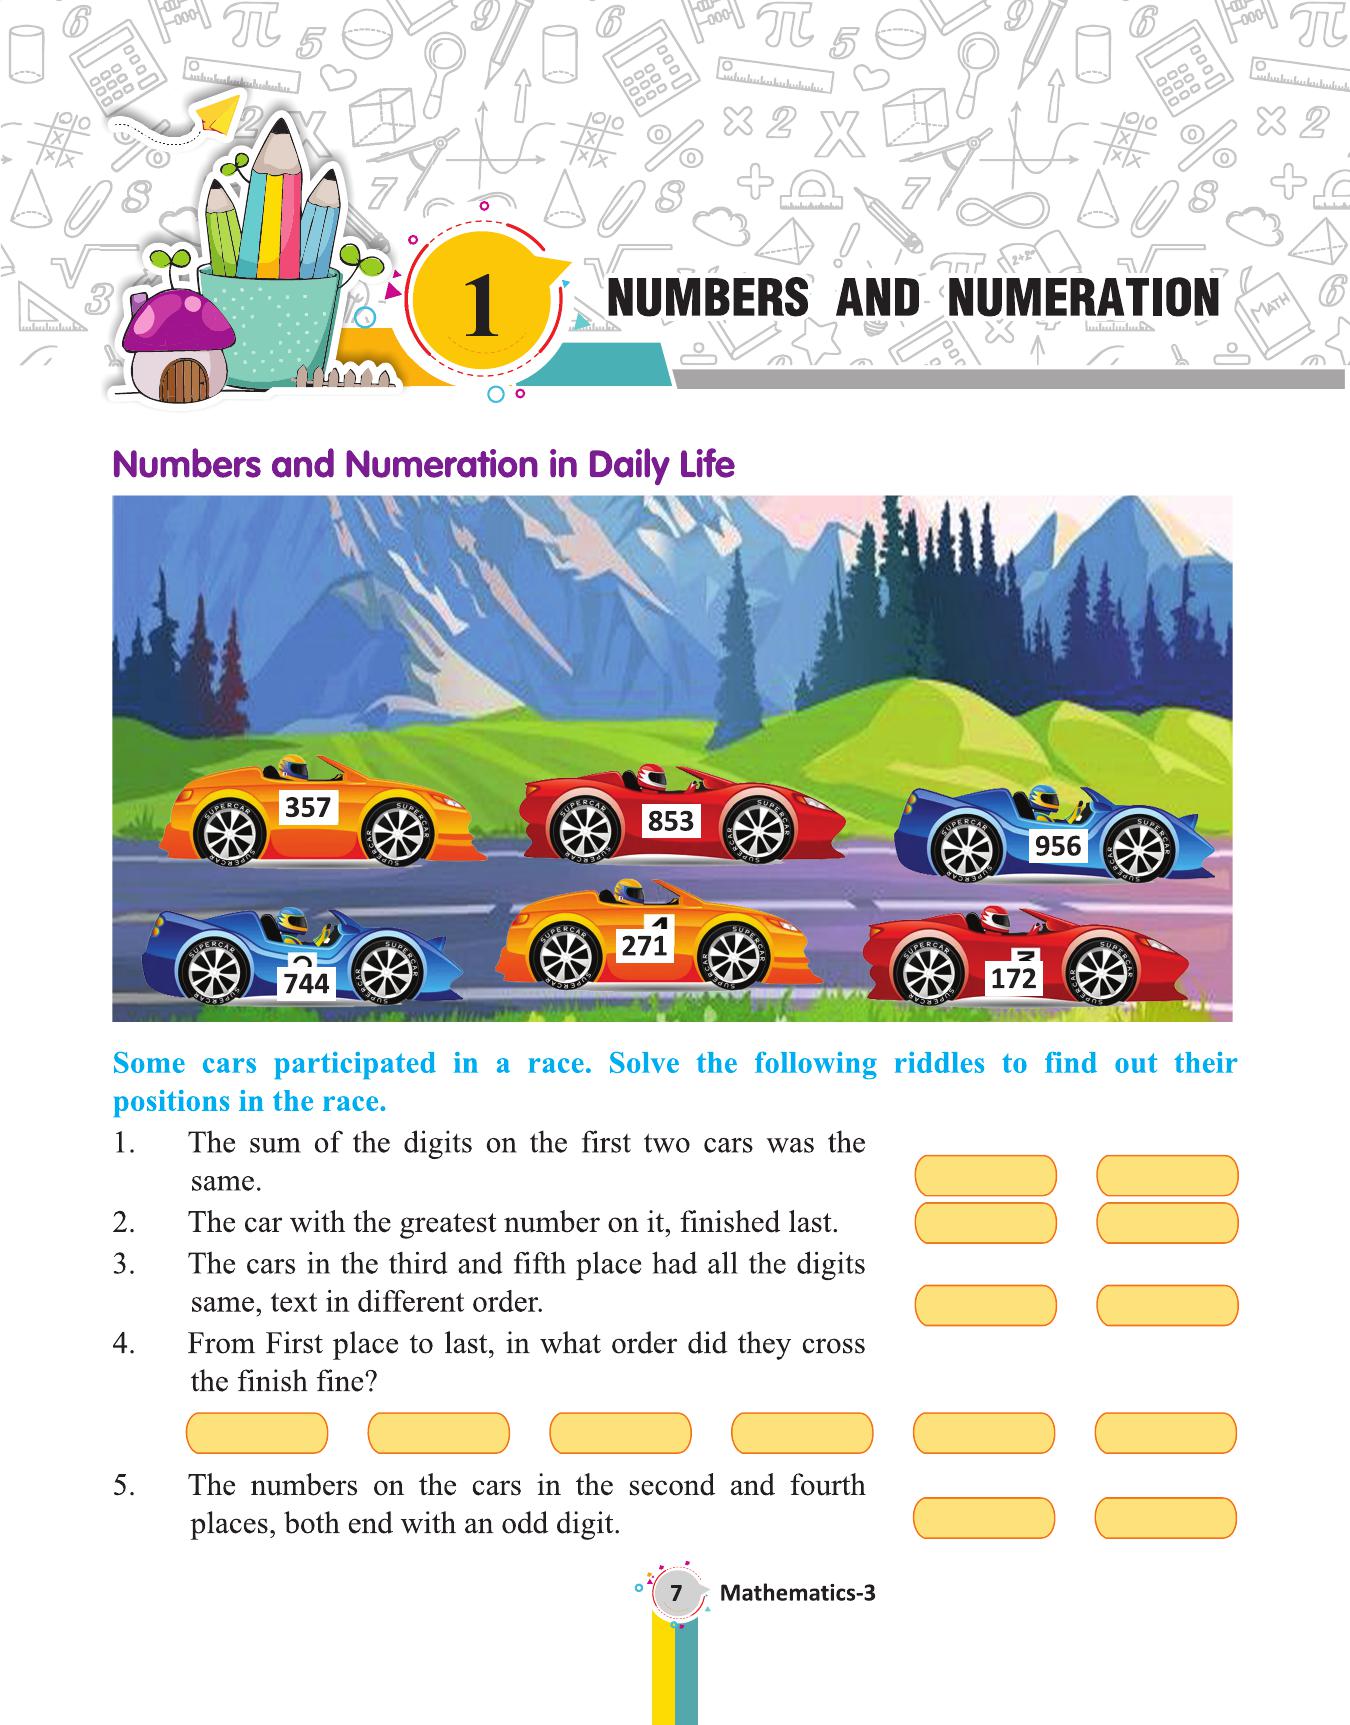 1
NUMBERS AND NUMERATION
Numbers and Numeration in Daily Life
357
853
956
744
271
172
SUPERCAR
Some cars participated in a race. Solve the following riddles to find out their
positions in the race.
1. The sum of the digits on the first two cars was the
same.
2. The car with the greatest number on it, finished last.
3. The cars in the third and fifth place had all the digits
same, text in different order.
4. From First place to last, in what order did they cross
the finish fine?
5. The numbers on the cars in the second and fourth
places, both end with an odd digit.
7 Mathematics-3